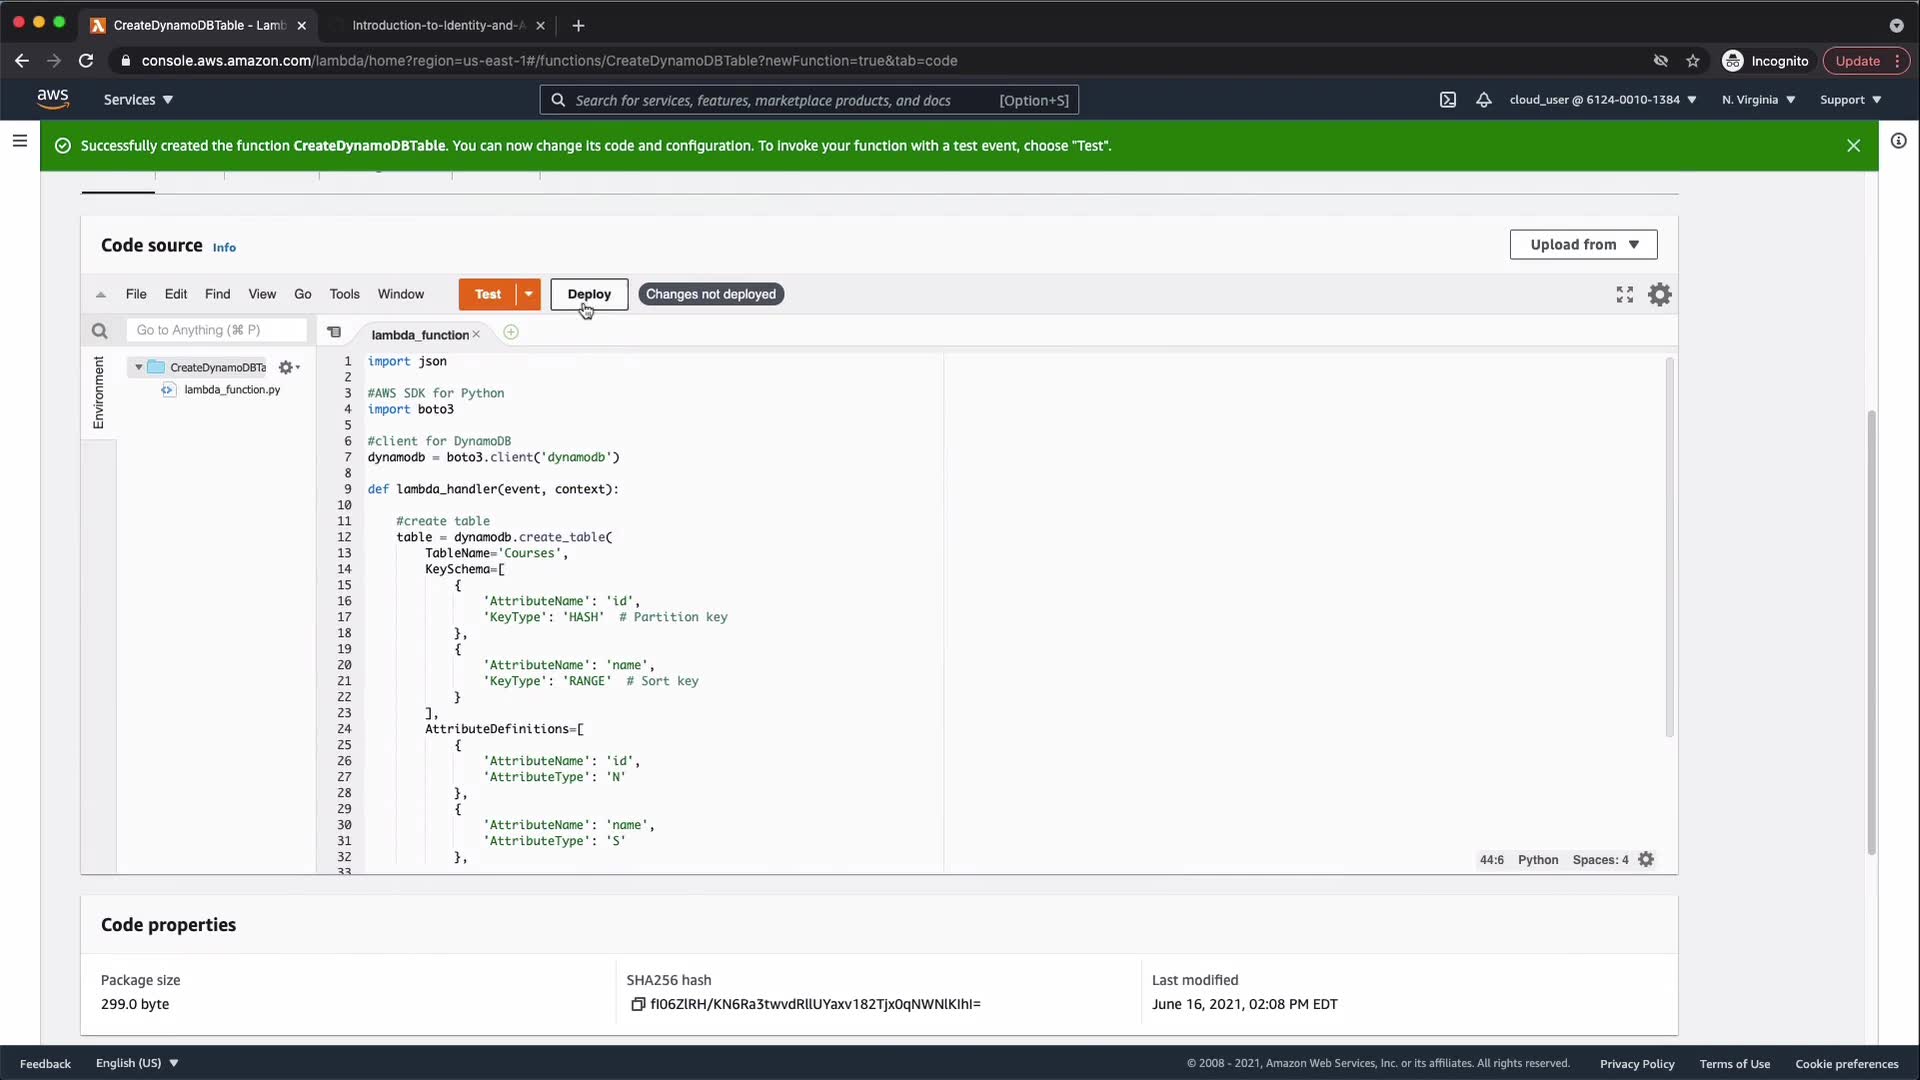 CreateDynamoDBTable - Lamb
Introduction-to-Identity-and-A
console.aws.amazon.com/lambda/home?region=us-east-1#/functions/CreateDynamoDBTable?newFunction=true&tab=code
Incognito
Update
aws
Services
Search for services, features, marketplace products, and docs [Option+S]
cloud_user @ 6124-0010-1384
N. Virginia
Support
Successfully created the function CreateDynamoDBTable. You can now change its code and configuration. To invoke your function with a test event, choose "Test".
Code source Info
Upload from
File Edit Find View Go Tools Window
Test
Deploy
Changes not deployed
Go to Anything (⌘ P)
lambda_function
Environment
CreateDynamoDBTa
lambda_function.py
1 import json
2
3 #AWS SDK for Python
4 import boto3
5
6 #client for DynamoDB
7 dynamodb = boto3.client('dynamodb')
8
9 def lambda_handler(event, context):
10
11 #create table
12 table = dynamodb.create_table(
13 TableName='Courses',
14 KeySchema=[
15 {
16 'AttributeName': 'id',
17 'KeyType': 'HASH' # Partition key
18 },
19 {
20 'AttributeName': 'name',
21 'KeyType': 'RANGE' # Sort key
22 }
23 ],
24 AttributeDefinitions=[
25 {
26 'AttributeName': 'id',
27 'AttributeType': 'N'
28 },
29 {
30 'AttributeName': 'name',
31 'AttributeType': 'S'
32 },
33
44:6 Python Spaces: 4
Code properties
Package size
299.0 byte
SHA256 hash
Last modified
June 16, 2021, 02:08 PM EDT
Feedback
English (US)
© 2008 - 2021, Amazon Web Services, Inc. or its affiliates. All rights reserved.
Privacy Policy
Terms of Use
Cookie preferences